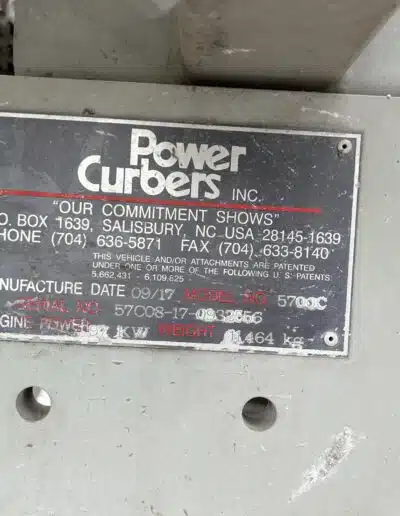 Power
Curbers INC.
"OUR COMMITMENT SHOWS"
O. BOX 1639, SALISBURY, NC USA 28145-1639
HONE (704) 636-5871 FAX (704) 633-8140
THIS VEHICLE AND/OR ATTACHMENTS ARE PATENTED
UNDER ONE OR MORE OF THE FOLLOWING U.S. PATENTS:
5,662,431 - 6,109,825
NUFACTURE DATE 09/17 MODEL NO 5700C
SERIAL NO 57C08-17-
GINE POWER KW WEIGHT 11464 kg